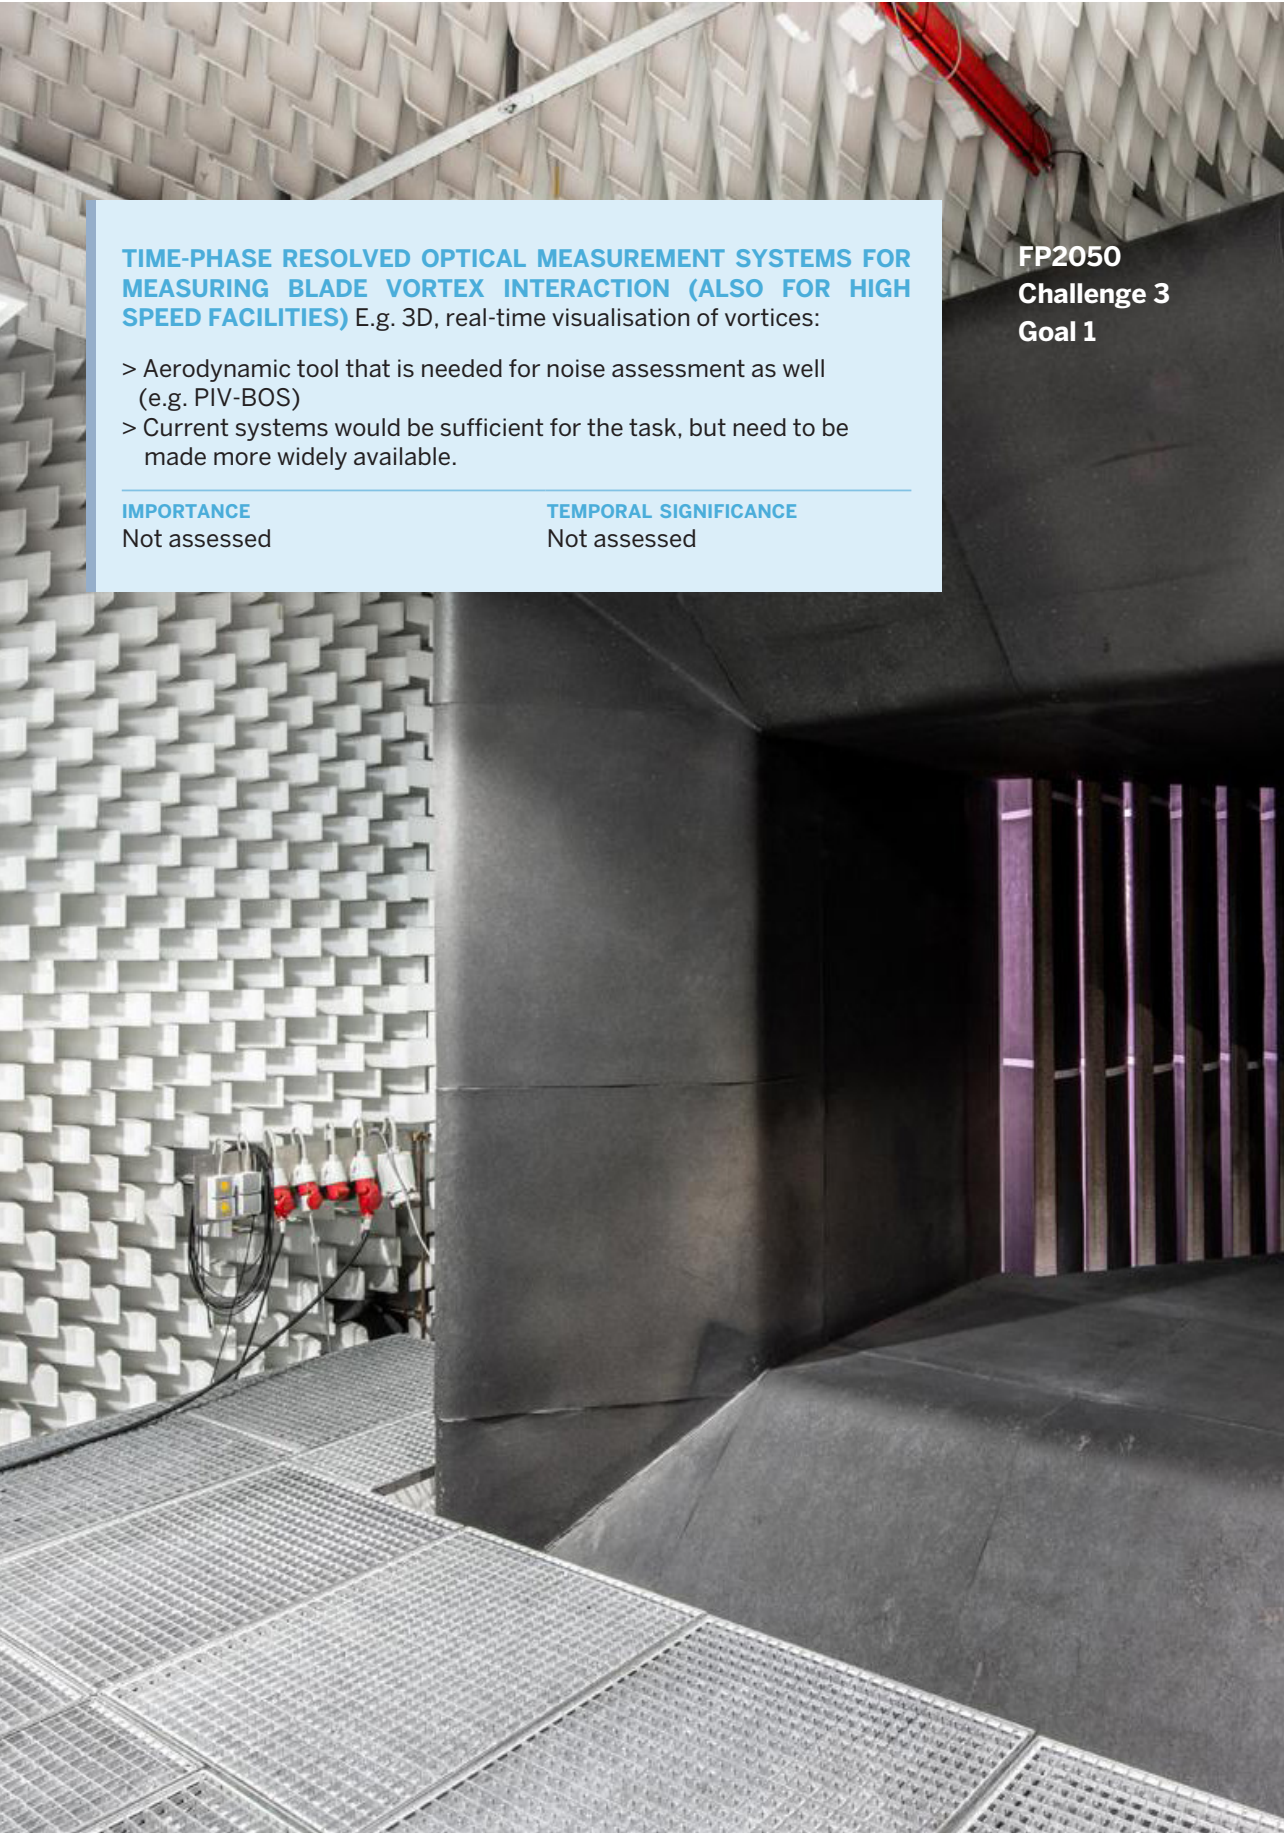 TIME-PHASE RESOLVED OPTICAL MEASUREMENT SYSTEMS FOR
MEASURING BLADE VORTEX INTERACTION (ALSO FOR HIGH
SPEED FACILITIES) E.g. 3D, real-time visualisation of vortices:
> Aerodynamic tool that is needed for noise assessment as well
(e.g. PIV-BOS)
> Current systems would be sufficient for the task, but need to be
made more widely available.
IMPORTANCE
Not assessed
TEMPORAL SIGNIFICANCE
Not assessed
FP2050
Challenge 3
Goal 1